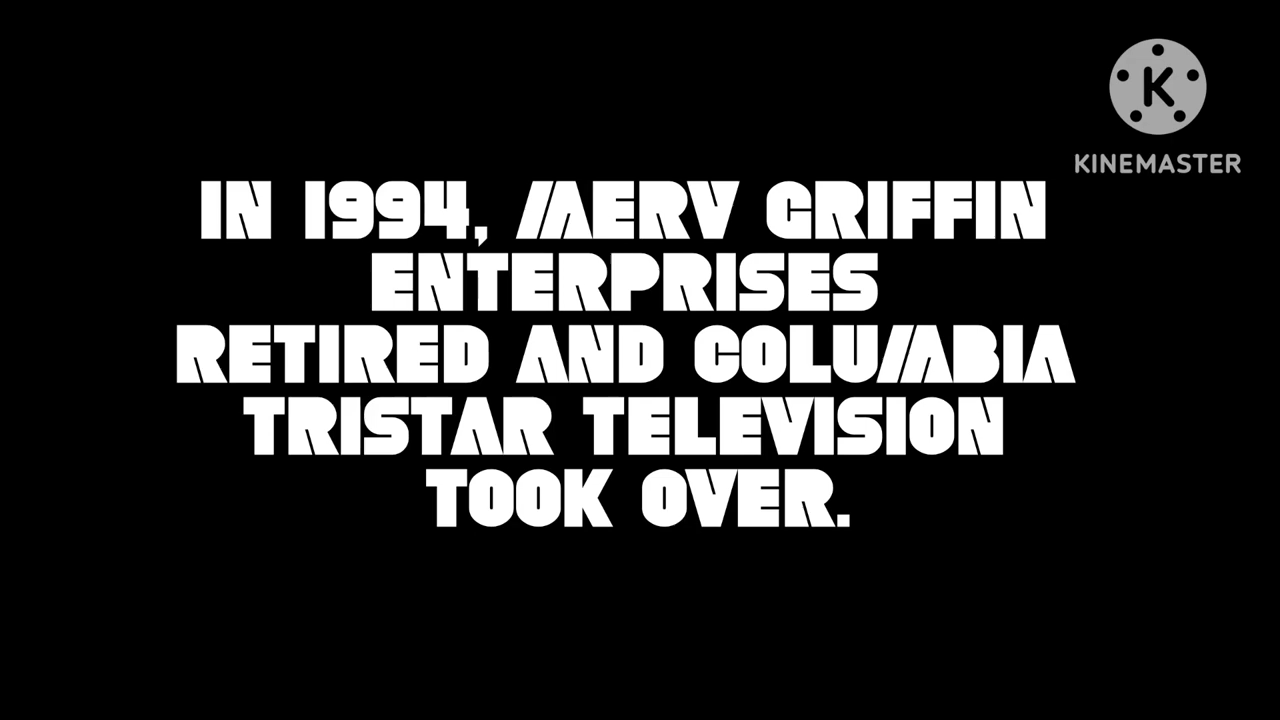 KINEMASTER
IN 1994, MERV GRIFFIN
ENTERPRISES
RETIRED AND COLUMBIA
TRISTAR TELEVISION
TOOK OVER.